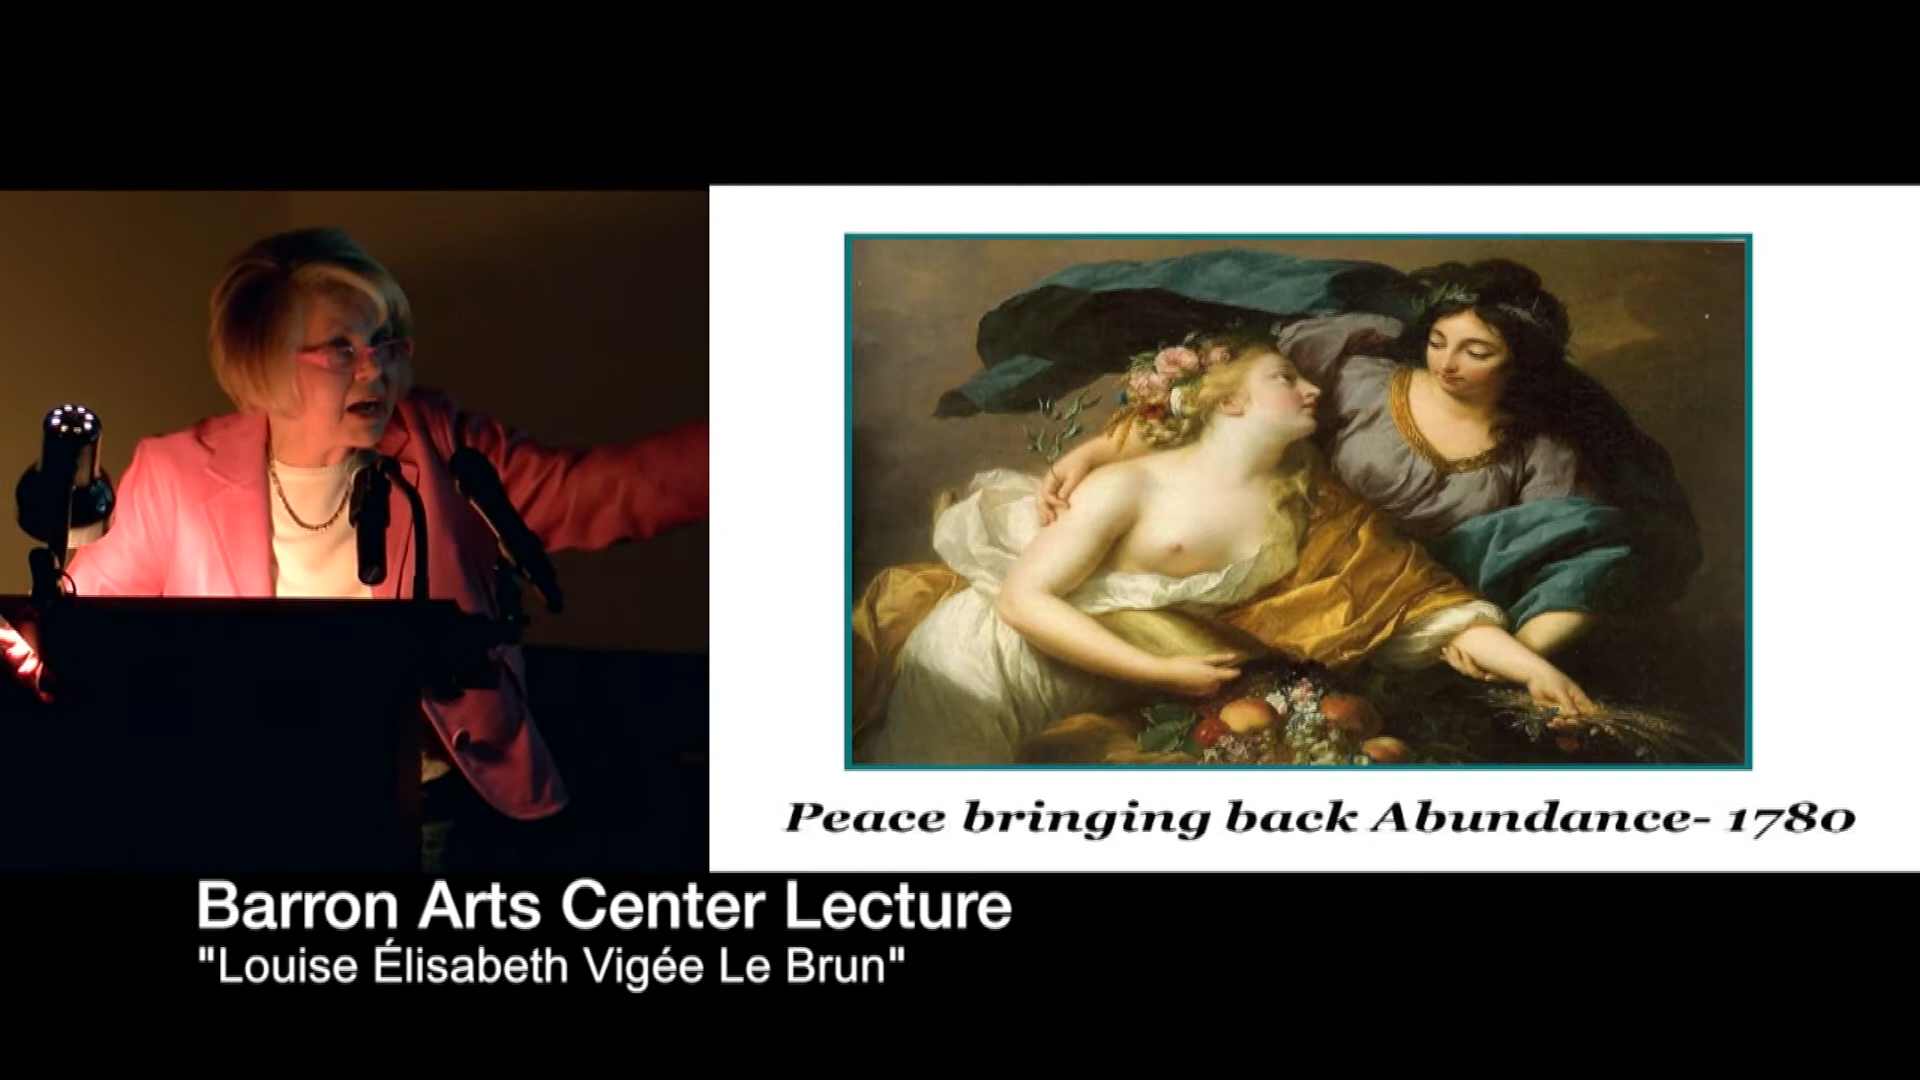 Peace bringing back Abundance- 1780
Barron Arts Center Lecture
"Louise Élisabeth Vigée Le Brun"